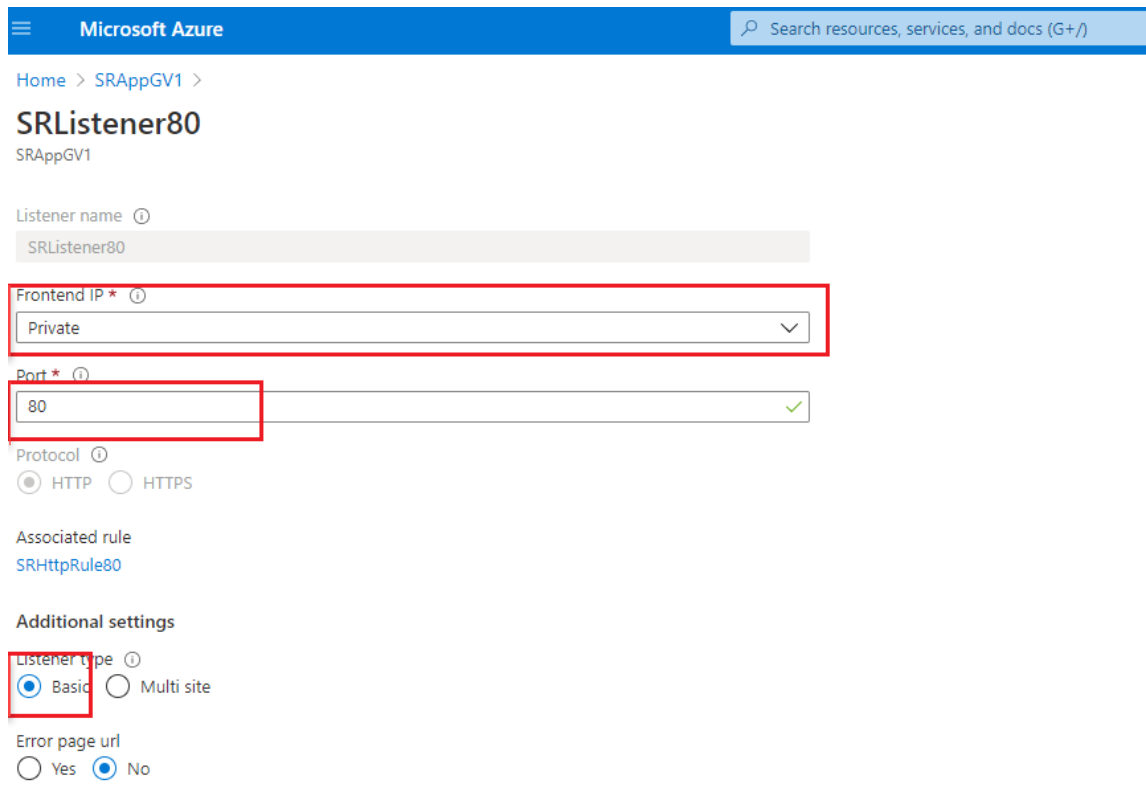 Microsoft Azure
Search resources, services, and docs (G+/)
Home > SRAppGV1 >
SRListener80
SRAppGV1
Listener name
SRListener80
Frontend IP *
Private
Port *
80
Protocol
HTTP HTTPS
Associated rule
SRHttpRule80
Additional settings
Listener type
Basic Multi site
Error page url
Yes No